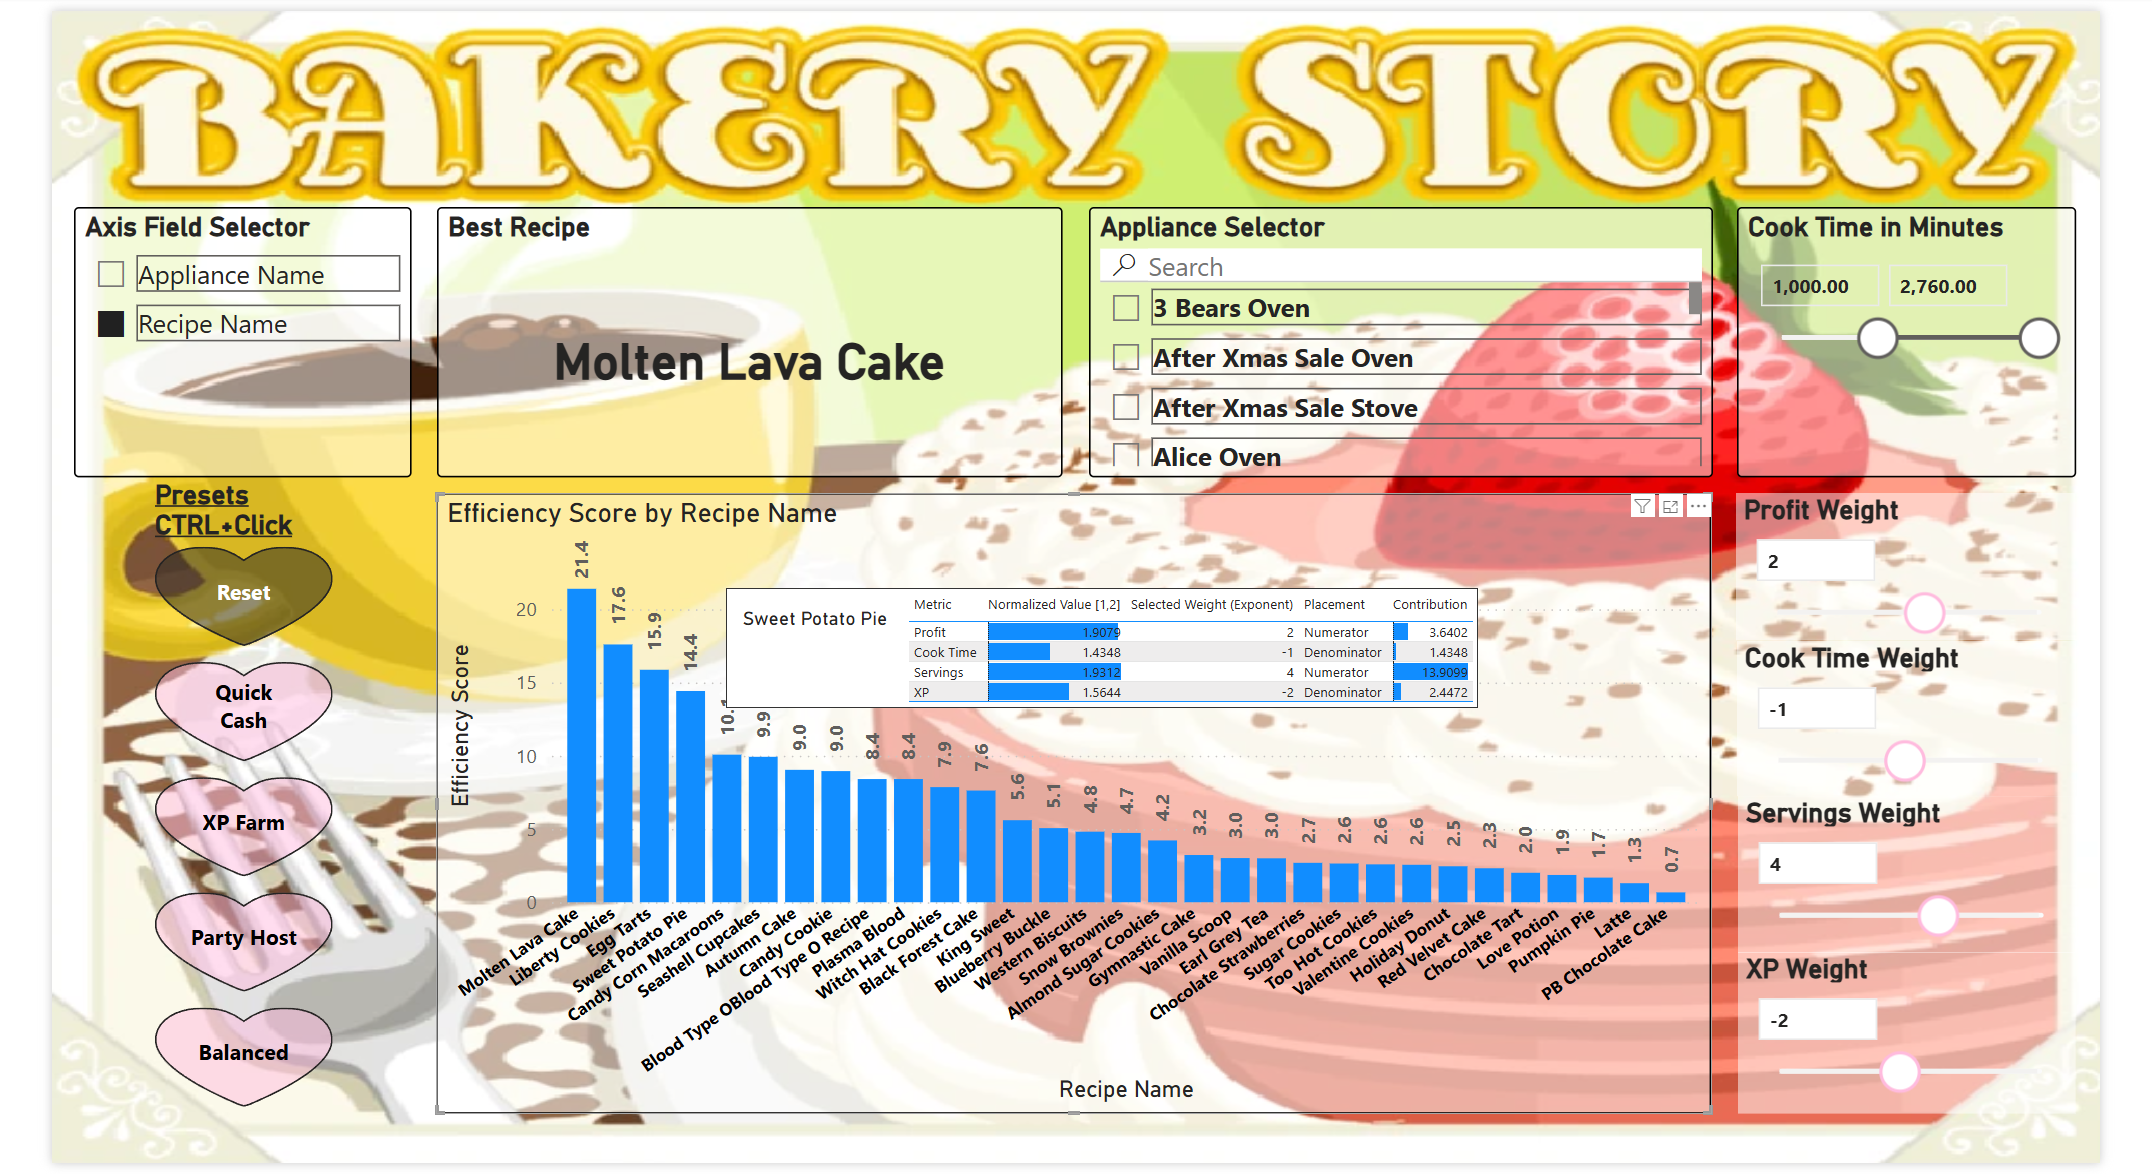 BAKERY STORY
Axis Field Selector
Appliance Name
Recipe Name
Best Recipe
Molten Lava Cake
Appliance Selector
Search
3 Bears Oven
After Xmas Sale Oven
After Xmas Sale Stove
Alice Oven
Cook Time in Minutes
1,000.00 2,760.00
Presets
CTRL+Click
Reset
Quick
Cash
XP Farm
Party Host
Balanced
Efficiency Score by Recipe Name
Efficiency Score
20
15
10
5
0
21.4
17.6
15.9
14.4
9.9
9.0
9.0
8.4
8.4
7.9
7.6
5.6
5.1
4.8
4.7
4.2
3.2
3.0
3.0
2.7
2.6
2.6
2.6
2.5
2.3
2.0
1.9
1.7
1.3
0.7
Sweet Potato Pie
Metric Normalized Value [1,2] Selected Weight (Exponent) Placement Contribution
Profit 1.9079 2 Numerator 3.6402
Cook Time 1.4348 -1 Denominator 1.4348
Servings 1.9312 4 Numerator 13.9099
XP 1.5644 -2 Denominator 2.4472
Molten Lava Cake
Liberty Cookies
Egg Tarts
Sweet Potato Pie
Candy Corn Macaroons
Seashell Cupcakes
Autumn Cake
Candy Cookie
Blood Type OBlood Type O Recipe
Plasma Blood
Witch Hat Cookies
Black Forest Cake
King Sweet
Blueberry Buckle
Western Biscuits
Snow Brownies
Almond Sugar Cookies
Gymnastic Cake
Vanilla Scoop
Earl Grey Tea
Chocolate Strawberries
Sugar Cookies
Too Hot Cookies
Valentine Cookies
Holiday Donut
Red Velvet Cake
Chocolate Tart
Love Potion
Pumpkin Pie
Latte
PB Chocolate Cake
Recipe Name
Profit Weight
2
Cook Time Weight
-1
Servings Weight
4
XP Weight
-2